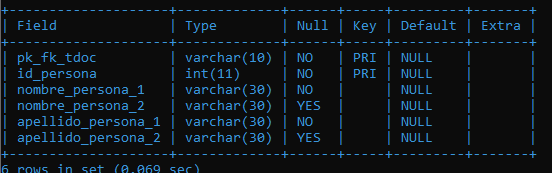 +---------------------+-------------+------+-----+---------+-------+
| Field               | Type        | Null | Key | Default | Extra |
+---------------------+-------------+------+-----+---------+-------+
| pk_fk_tdoc          | varchar(10) | NO   | PRI | NULL    |       |
| id_persona          | int(11)     | NO   | PRI | NULL    |       |
| nombre_persona_1    | varchar(30) | NO   |     | NULL    |       |
| nombre_persona_2    | varchar(30) | YES  |     | NULL    |       |
| apellido_persona_1  | varchar(30) | NO   |     | NULL    |       |
| apellido_persona_2  | varchar(30) | YES  |     | NULL    |       |
+---------------------+-------------+------+-----+---------+-------+
6 rows in set (0.069 sec)